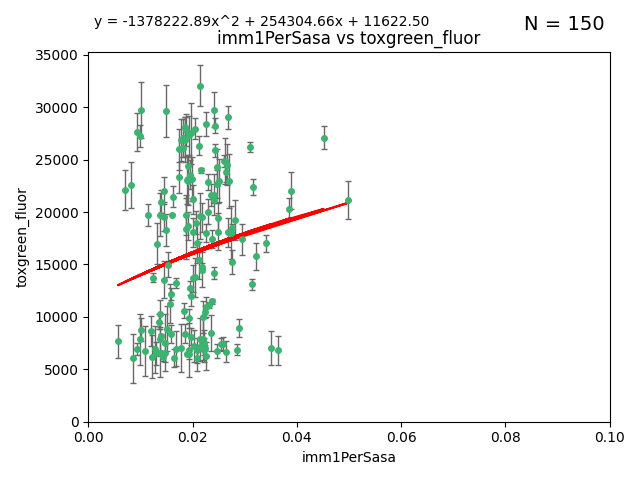 y = -1378222.89x^2 + 254304.66x + 11622.50
N = 150
imm1PerSasa vs toxgreen_fluor
35000
30000
25000
20000
15000
10000
5000
0
toxgreen_fluor
0.00 0.02 0.04 0.06 0.08 0.10
imm1PerSasa